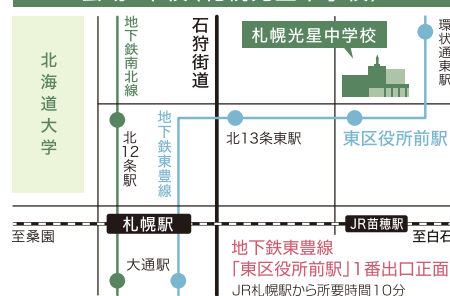 地下鉄南北線
石狩街道
札幌光星中学校
環状通東駅
北海道大学
北12条駅
地下鉄東豊線
北13条東駅
東区役所前駅
札幌駅
JR苗穂駅
至桑園
至白石
大通駅
地下鉄東豊線
「東区役所前駅」1番出口正面
JR札幌駅から所要時間10分